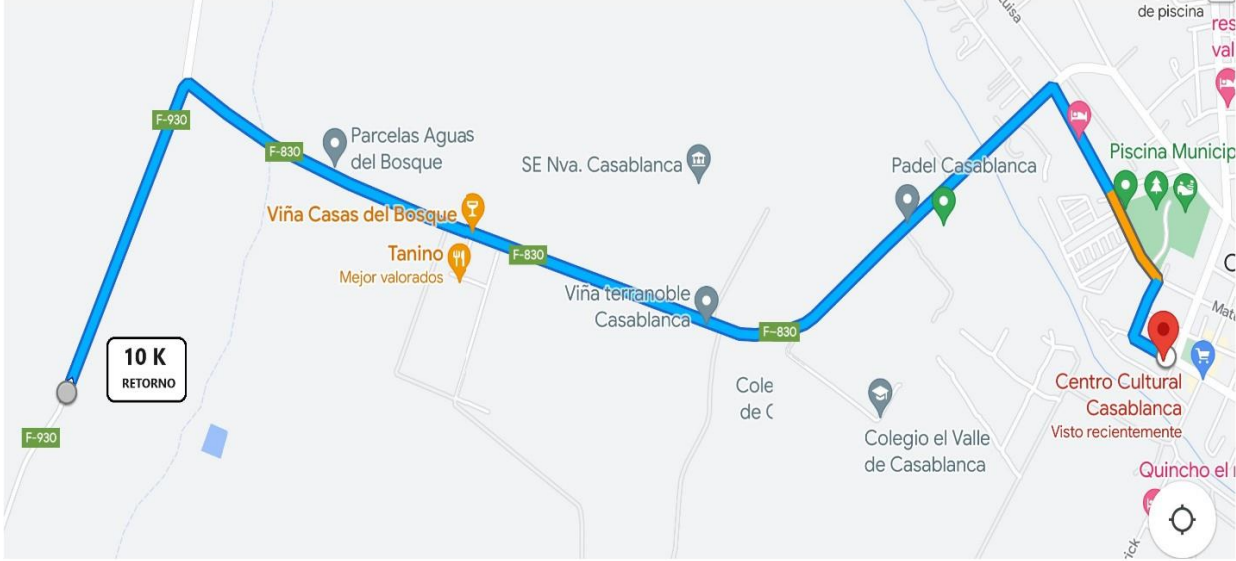 de piscina
F-930
Parcelas Aguas
del Bosque
F-830
SE Nva. Casablanca
Padel Casablanca
Piscina Municip
Viña Casas del Bosque
Tanino
Mejor valorados
F-830
Viña terranoble
Casablanca
F-830
10 K
RETORNO
Cole
Colegio el Valle
de Casablanca
Centro Cultural
Casablanca
Visto recientemente
F-930
Quincho el